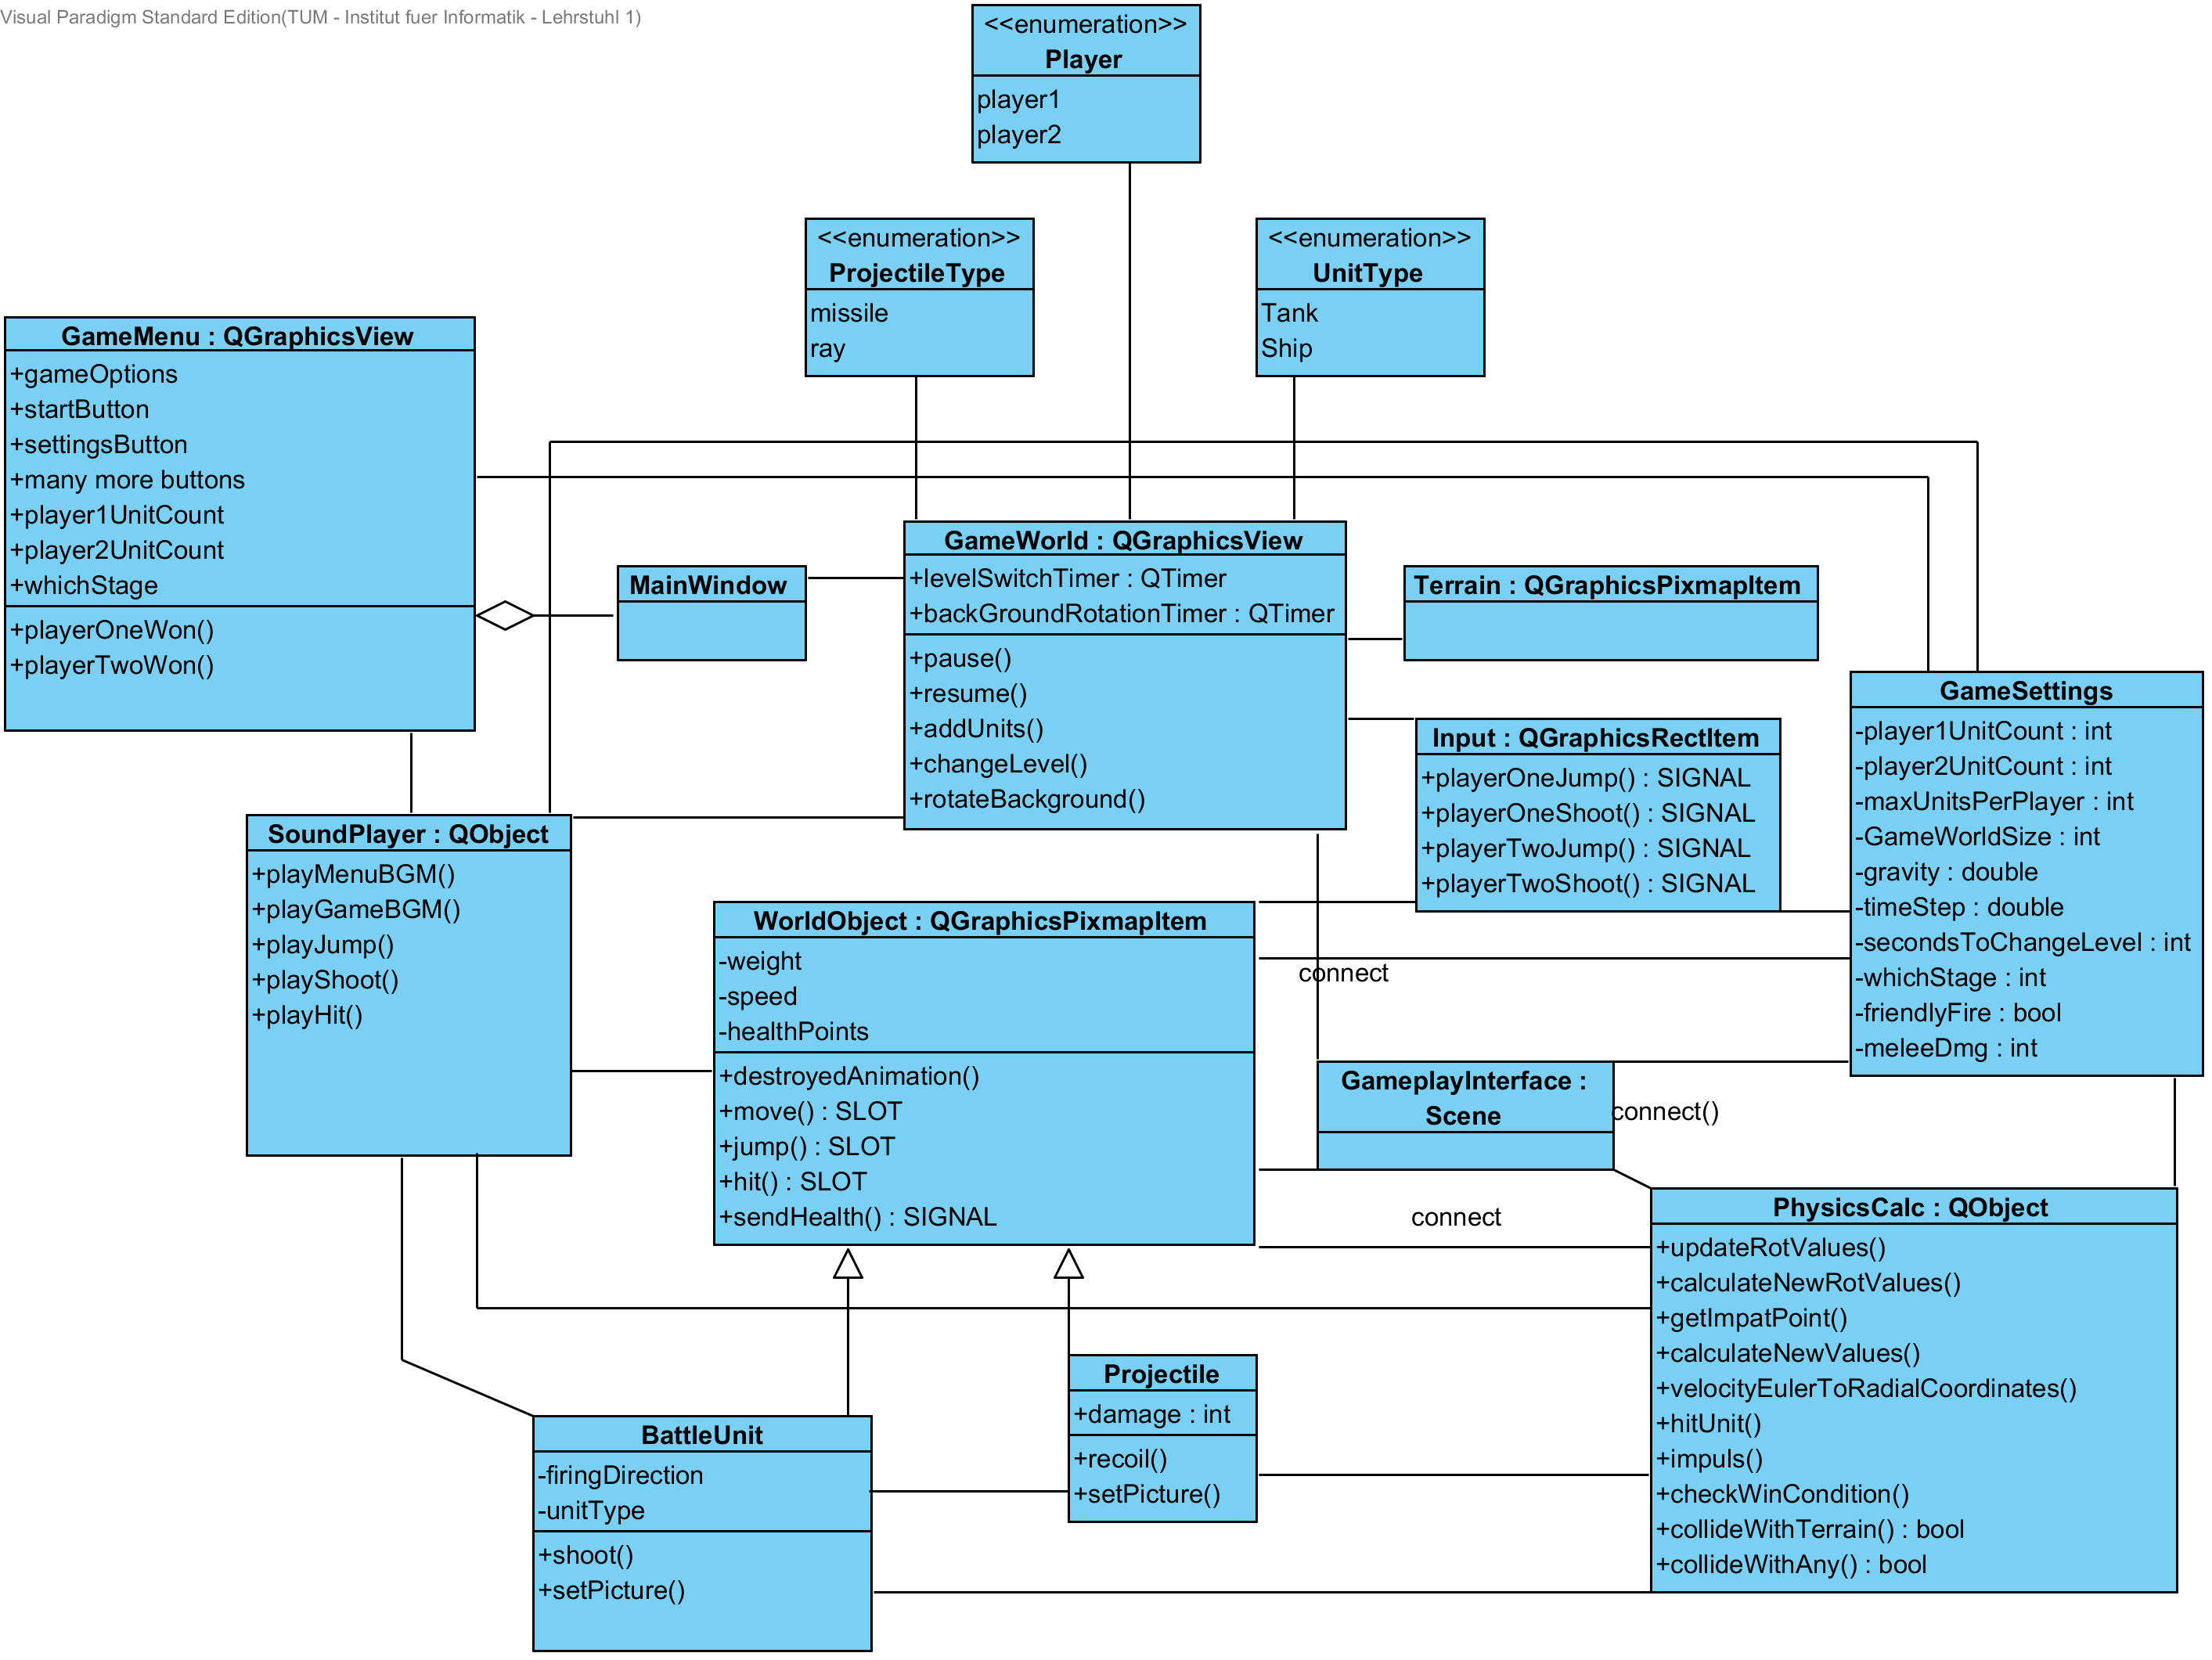 Visual Paradigm Standard Edition(TUM - Institut fuer Informatik - Lehrstuhl 1)
<<enumeration>>
Player
player1
player2
<<enumeration>>
ProjectileType
missile
ray
<<enumeration>>
UnitType
Tank
Ship
GameMenu : QGraphicsView
+gameOptions
+startButton
+settingsButton
+many more buttons
+player1UnitCount
+player2UnitCount
+whichStage
+playerOneWon()
+playerTwoWon()
MainWindow
GameWorld : QGraphicsView
+levelSwitchTimer : QTimer
+backGroundRotationTimer : QTimer
+pause()
+resume()
+addUnits()
+changeLevel()
+rotateBackground()
Terrain : QGraphicsPixmapItem
Input : QGraphicsRectItem
+playerOneJump() : SIGNAL
+playerOneShoot() : SIGNAL
+playerTwoJump() : SIGNAL
+playerTwoShoot() : SIGNAL
GameSettings
-player1UnitCount : int
-player2UnitCount : int
-maxUnitsPerPlayer : int
-GameWorldSize : int
-gravity : double
-timeStep : double
-secondsToChangeLevel : int
-whichStage : int
-friendlyFire : bool
-meleeDmg : int
SoundPlayer : QObject
+playMenuBGM()
+playGameBGM()
+playJump()
+playShoot()
+playHit()
WorldObject : QGraphicsPixmapItem
-weight
-speed
-healthPoints
+destroyedAnimation()
+move() : SLOT
+jump() : SLOT
+hit() : SLOT
+sendHealth() : SIGNAL
connect
GameplayInterface :
Scene
connect()
connect
PhysicsCalc : QObject
+updateRotValues()
+calculateNewRotValues()
+getImpatPoint()
+calculateNewValues()
+velocityEulerToRadialCoordinates()
+hitUnit()
+impuls()
+checkWinCondition()
+collideWithTerrain() : bool
+collideWithAny() : bool
Projectile
+damage : int
+recoil()
+setPicture()
BattleUnit
-firingDirection
-unitType
+shoot()
+setPicture()